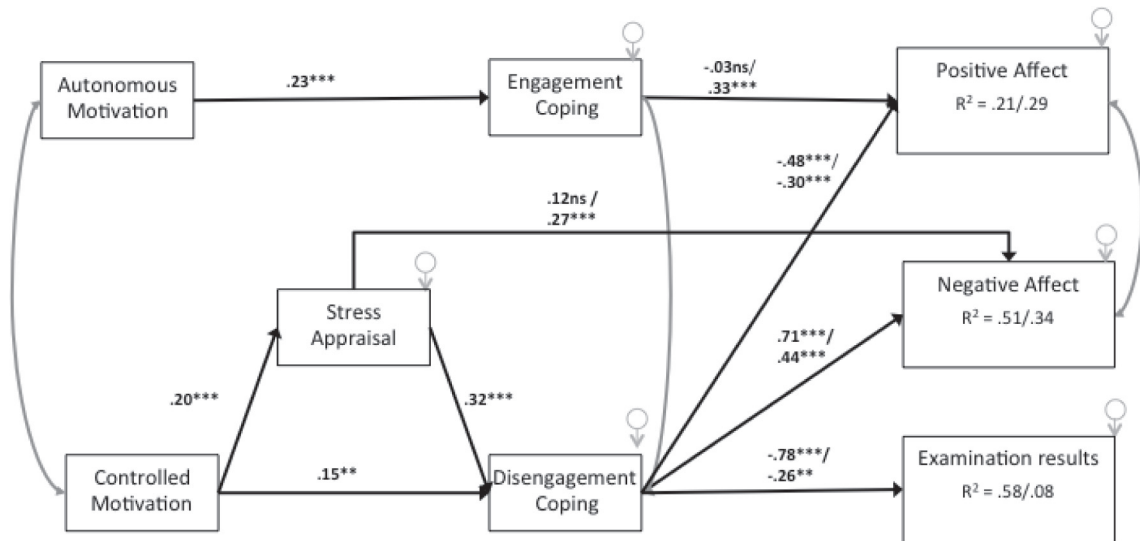 Autonomous
Motivation
.23***
Engagement
Coping
-.03ns/
.33***
Positive Affect
R² = .21/.29
-.48***/
-.30***
.12ns /
.27***
Stress
Appraisal
Negative Affect
R² = .51/.34
.71***/
.44***
.20***
.32***
Controlled
Motivation
.15**
Disengagement
Coping
-.78***/
-.26**
Examination results
R² = .58/.08